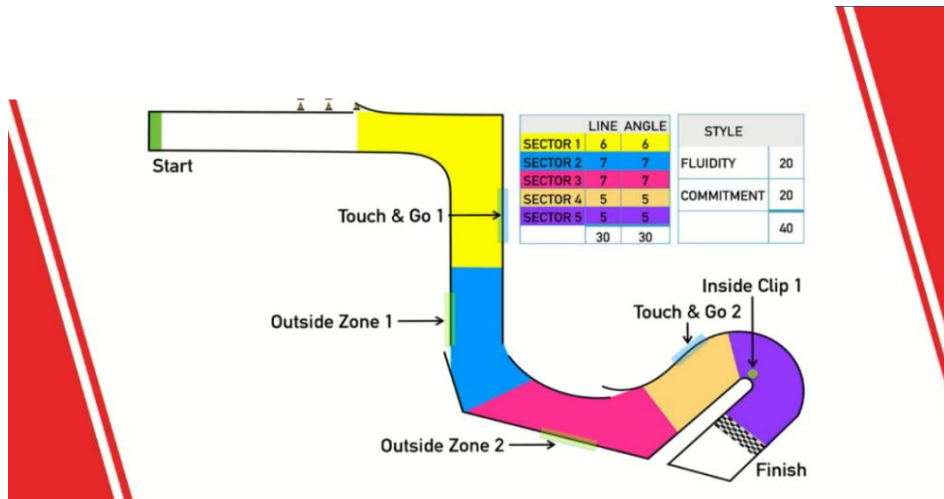 Start
LINE ANGLE
SECTOR 1 6 6
SECTOR 2 7 7
SECTOR 3 7 7
SECTOR 4 5 5
SECTOR 5 5 5
30 30
STYLE
FLUIDITY 20
COMMITMENT 20
40
Touch & Go 1
Inside Clip 1
Touch & Go 2
Outside Zone 1
Outside Zone 2
Finish